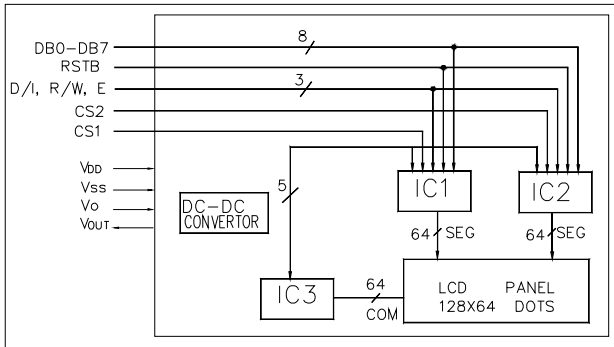 DB0-DB7
8
RSTB
D/I, R/W, E
3
CS2
CS1
VDD
VSS
VO
VOUT
5
DC-DC
CONVERTOR
IC1
IC2
64 SEG
64 SEG
IC3
64
COM
LCD PANEL
128X64 DOTS